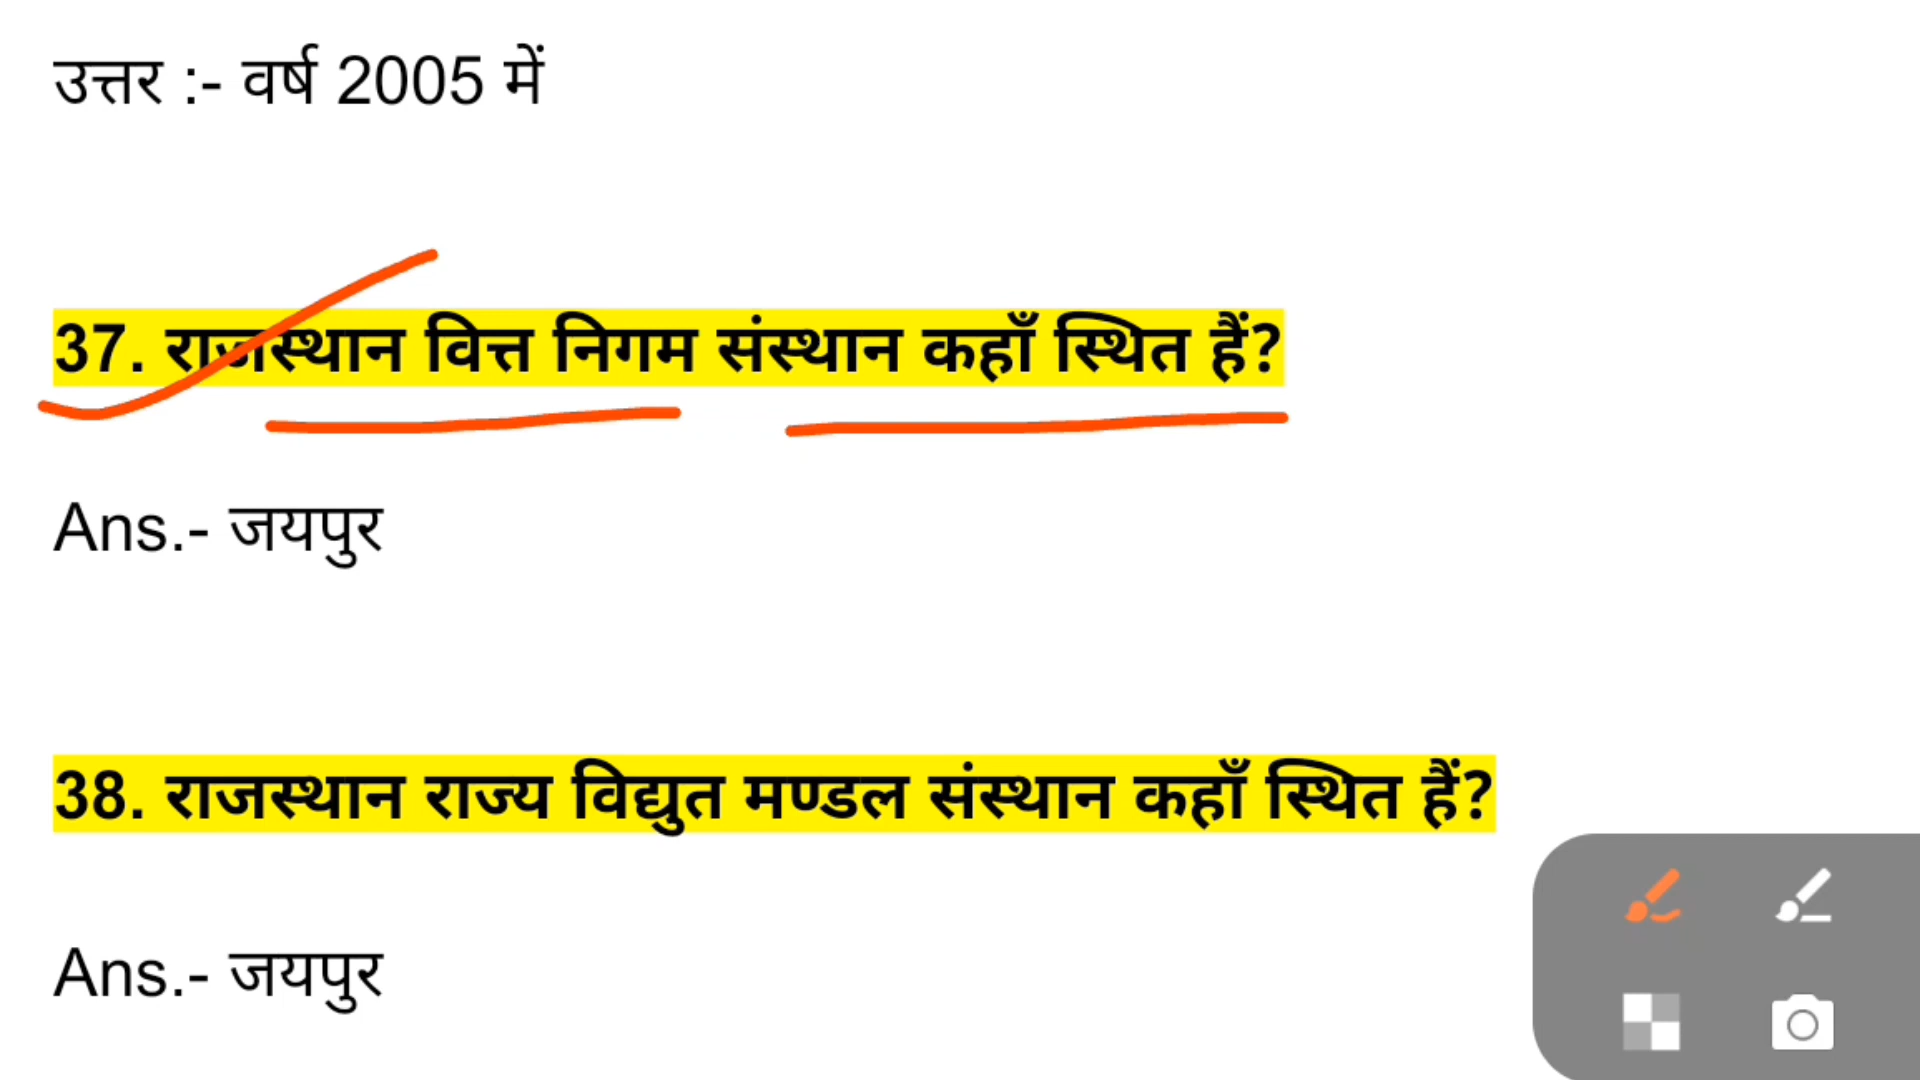 उत्तर :- वर्ष 2005 में
37. राजस्थान वित्त निगम संस्थान कहाँ स्थित हैं?
Ans.- जयपुर
38. राजस्थान राज्य विद्युत मण्डल संस्थान कहाँ स्थित हैं?
Ans.- जयपुर